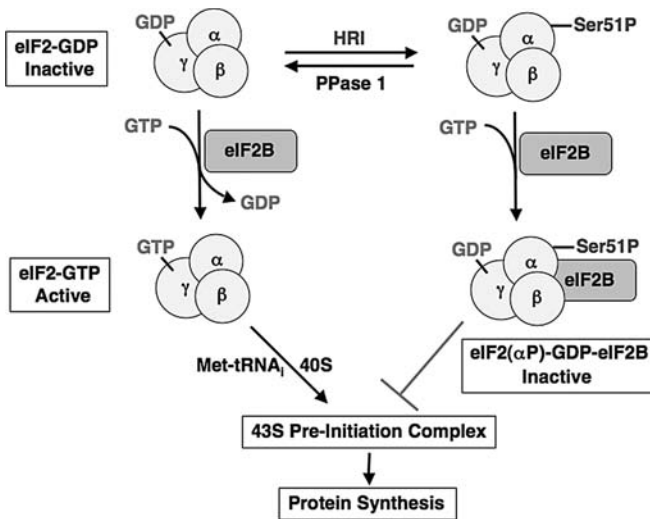 GDP
α
γ
β
eIF2-GDP
Inactive
HRI
PPase 1
GDP
α
γ
β
Ser51P
GTP
eIF2B
GDP
GTP
eIF2B
eIF2-GTP
Active
GTP
α
γ
β
GDP
α
γ
β
Ser51P
eIF2B
eIF2(αP)-GDP-eIF2B
Inactive
Met-tRNAi 40S
43S Pre-Initiation Complex
Protein Synthesis